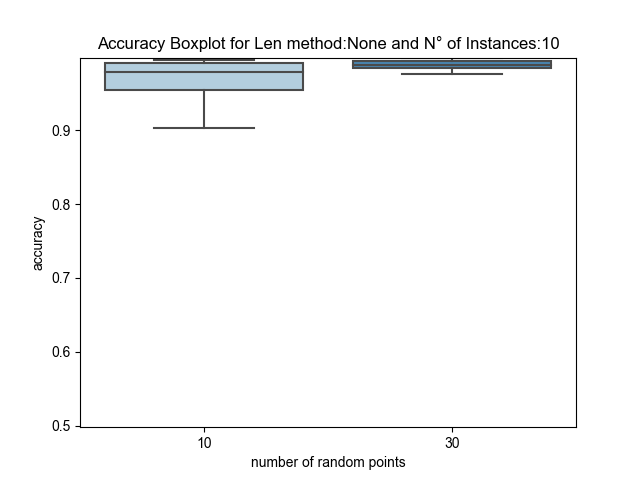 Accuracy Boxplot for Len method:None and N° of Instances:10
0.9
0.8
0.7
0.6
0.5
accuracy
10 30
number of random points